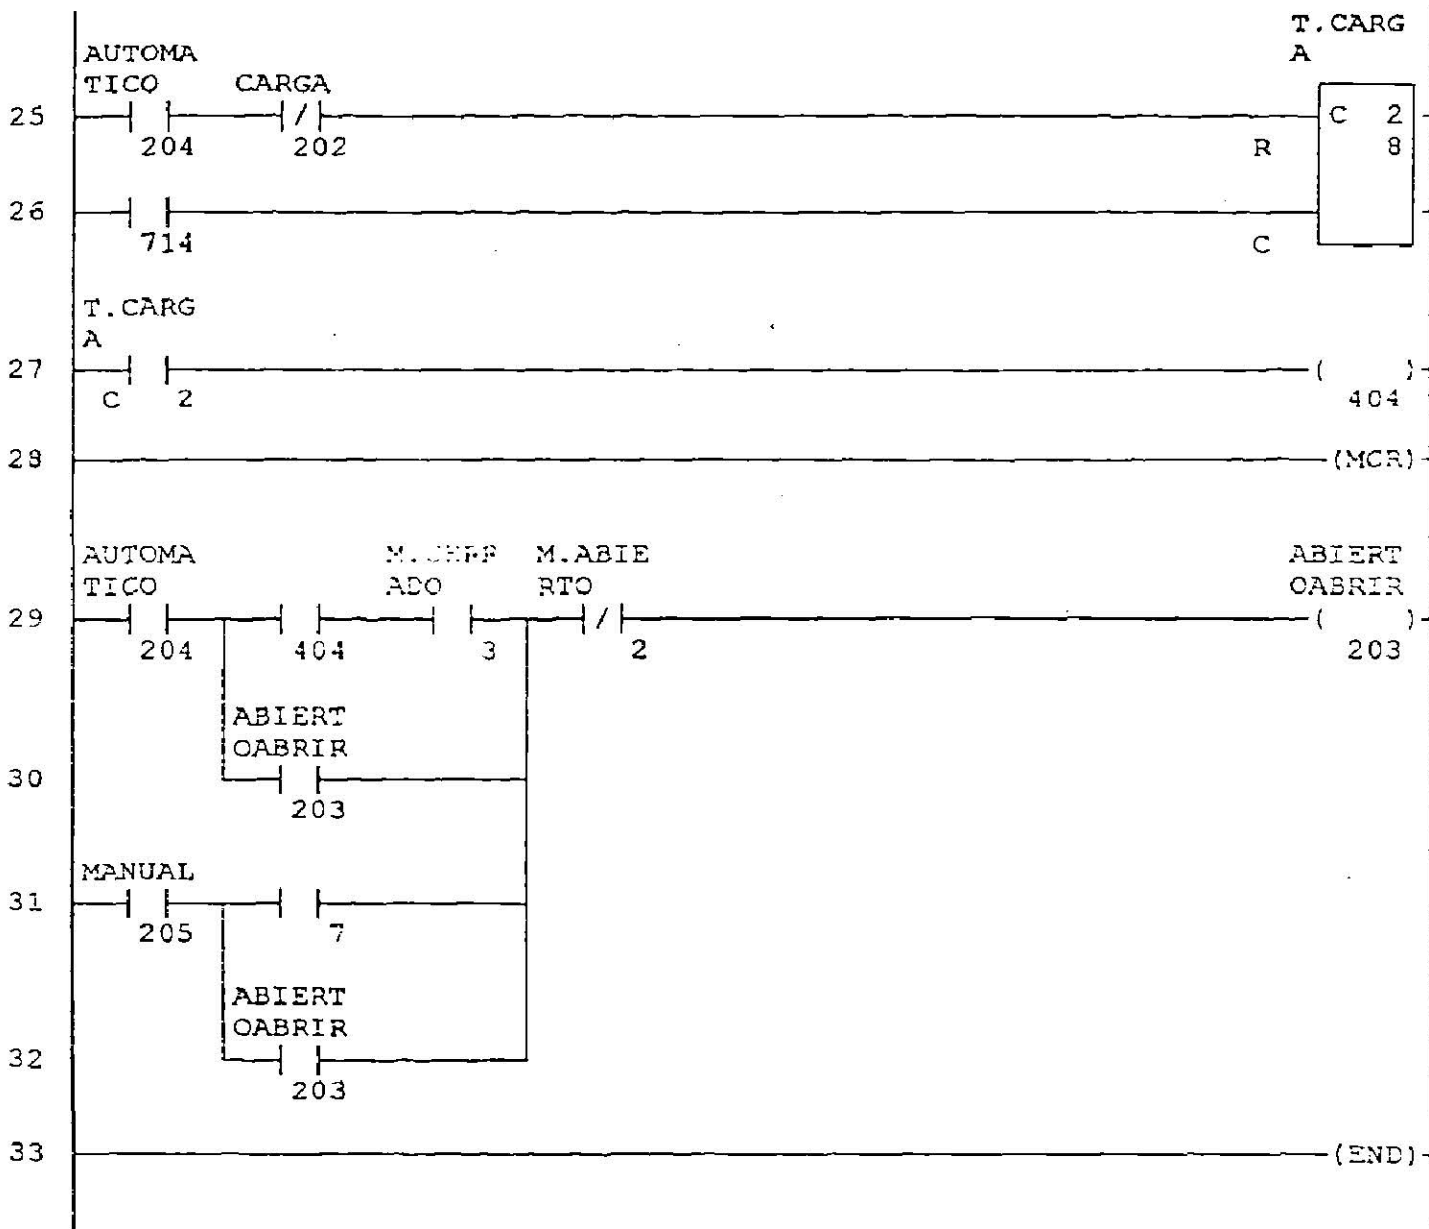 T.CARG
A
AUTOMA
TICO CARGA
25 C 2
204 202 R 8
26
714 C
T.CARG
A
27 ( )
C 2 404
28 (MCR)
AUTOMA M.ABIE ABIERT
TICO ADO RTO OABRIR
29 ( )
204 404 3 2 203
ABIERT
OABRIR
30
203
MANUAL
31
205 7
ABIERT
OABRIR
32
203
33 (END)